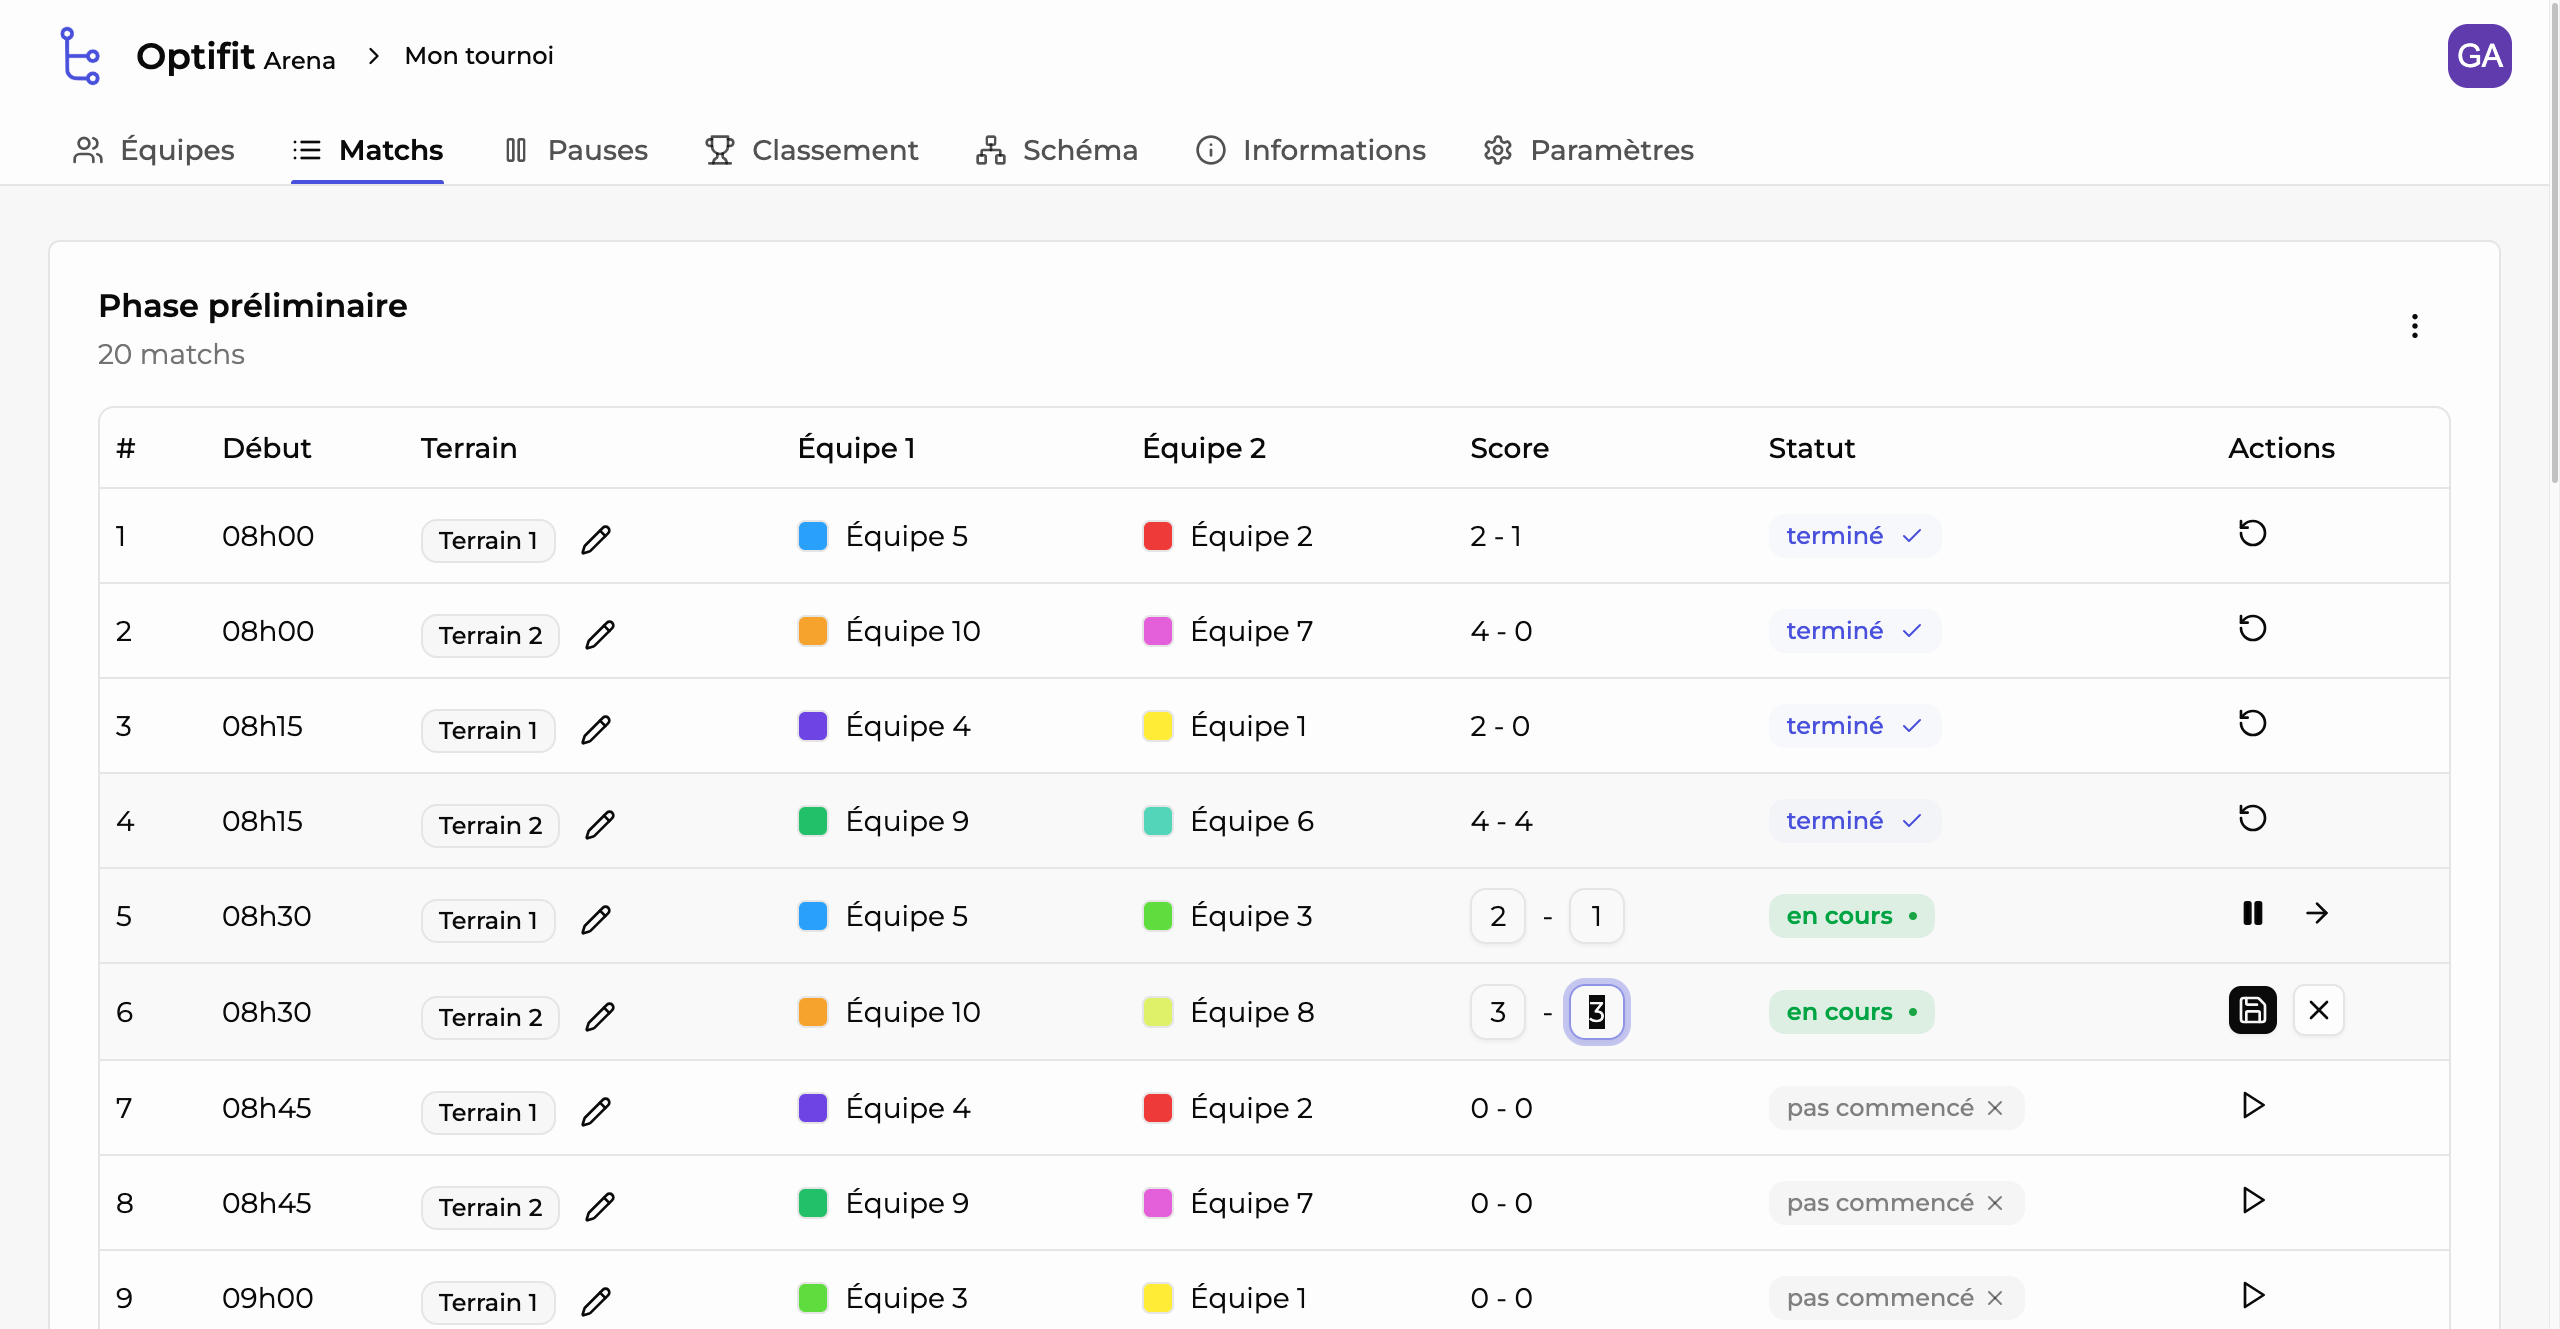 Optifit Arena > Mon tournoi
GA
Équipes Matchs Pauses Classement Schéma Informations Paramètres
Phase préliminaire
20 matchs
# Début Terrain Équipe 1 Équipe 2 Score Statut Actions
1 08h00 Terrain 1 Équipe 5 Équipe 2 2 - 1 terminé
2 08h00 Terrain 2 Équipe 10 Équipe 7 4 - 0 terminé
3 08h15 Terrain 1 Équipe 4 Équipe 1 2 - 0 terminé
4 08h15 Terrain 2 Équipe 9 Équipe 6 4 - 4 terminé
5 08h30 Terrain 1 Équipe 5 Équipe 3 2 - 1 en cours
6 08h30 Terrain 2 Équipe 10 Équipe 8 3 - 3 en cours
7 08h45 Terrain 1 Équipe 4 Équipe 2 0 - 0 pas commencé
8 08h45 Terrain 2 Équipe 9 Équipe 7 0 - 0 pas commencé
9 09h00 Terrain 1 Équipe 3 Équipe 1 0 - 0 pas commencé